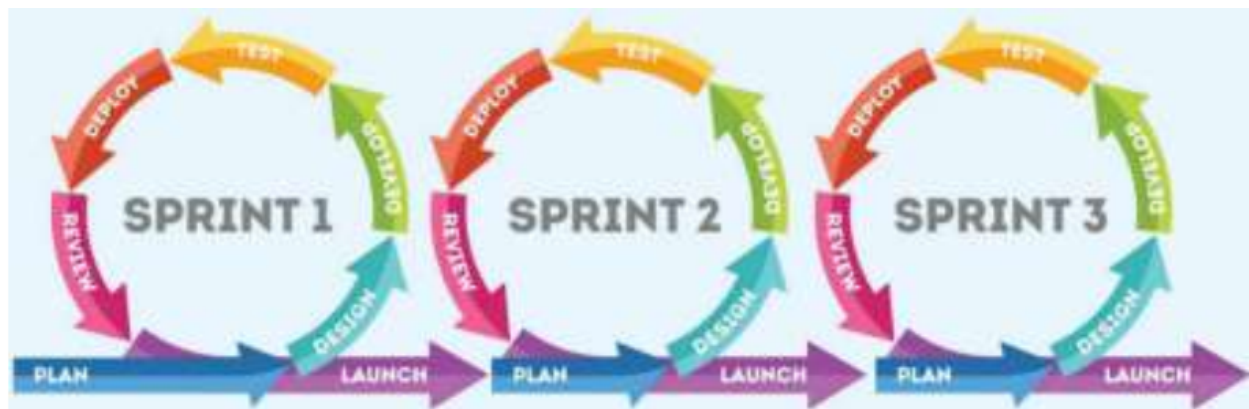 TEST
DEPLOY
DEVELOP
SPRINT 1
REVIEW
DESIGN
PLAN
LAUNCH
TEST
DEPLOY
DEVELOP
SPRINT 2
REVIEW
DESIGN
PLAN
LAUNCH
TEST
DEPLOY
DEVELOP
SPRINT 3
REVIEW
DESIGN
PLAN
LAUNCH